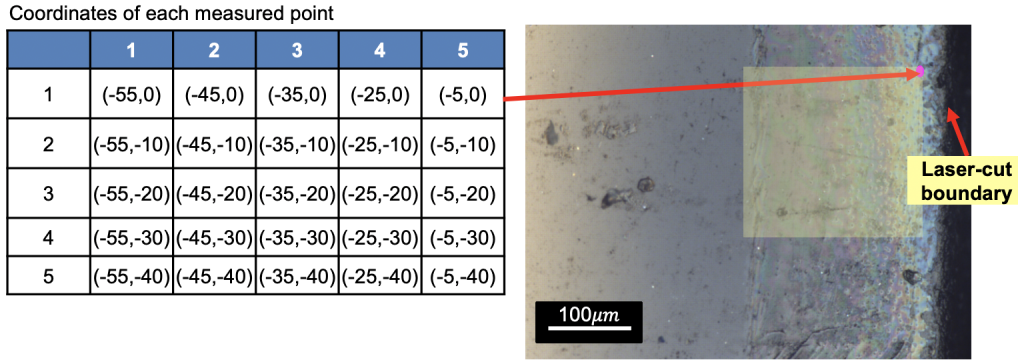 Coordinates of each measured point
1 2 3 4 5
1 (-55,0) (-45,0) (-35,0) (-25,0) (-5,0)
2 (-55,-10) (-45,-10) (-35,-10) (-25,-10) (-5,-10)
3 (-55,-20) (-45,-20) (-35,-20) (-25,-20) (-5,-20)
4 (-55,-30) (-45,-30) (-35,-30) (-25,-30) (-5,-30)
5 (-55,-40) (-45,-40) (-35,-40) (-25,-40) (-5,-40)
Laser-cut
boundary
100μm